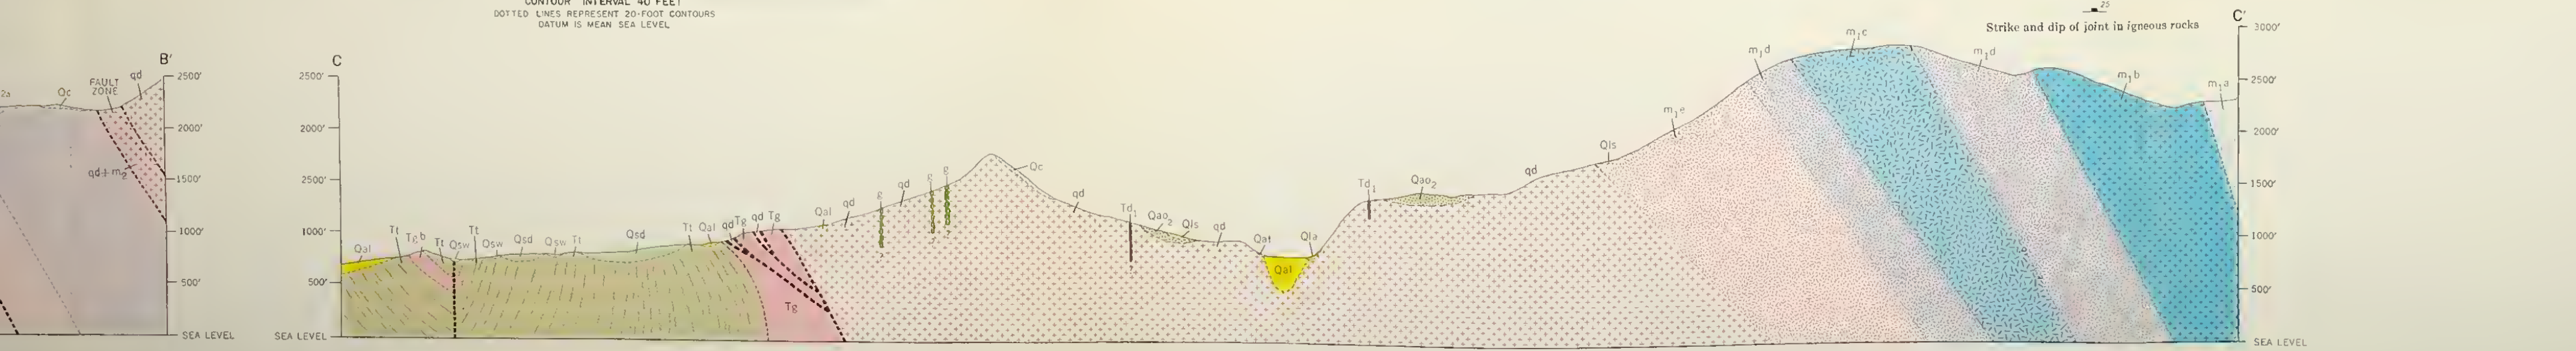 CONTOUR INTERVAL 40 FEET
DOTTED LINES REPRESENT 20-FOOT CONTOURS
DATUM IS MEAN SEA LEVEL
25
Strike and dip of joint in igneous rocks
B'
2a
Qc
FAULT
ZONE
qd
qd+m2
2500'
2000'
1500'
1000'
500'
SEA LEVEL
C
2500'
2000'
2500'
1000'
500'
SEA LEVEL
Qal
Tt
Tgb
Tt
Qsw
Tt
Qsw
Qsd
Qsw
Tt
Qsd
Tt
Qal
qd
Tg
qd
Tg
Tg
Qal
qd
g
qd
g
g
?
?
?
Qc
qd
Td1
?
Qao2
Qls
qd
Qal
Qal
Qla
Td1
Qao2
qd
Qls
m1e
m1d
m1c
m1d
m1b
m1a
C'
3000'
2500'
2000'
1500'
1000'
500'
SEA LEVEL